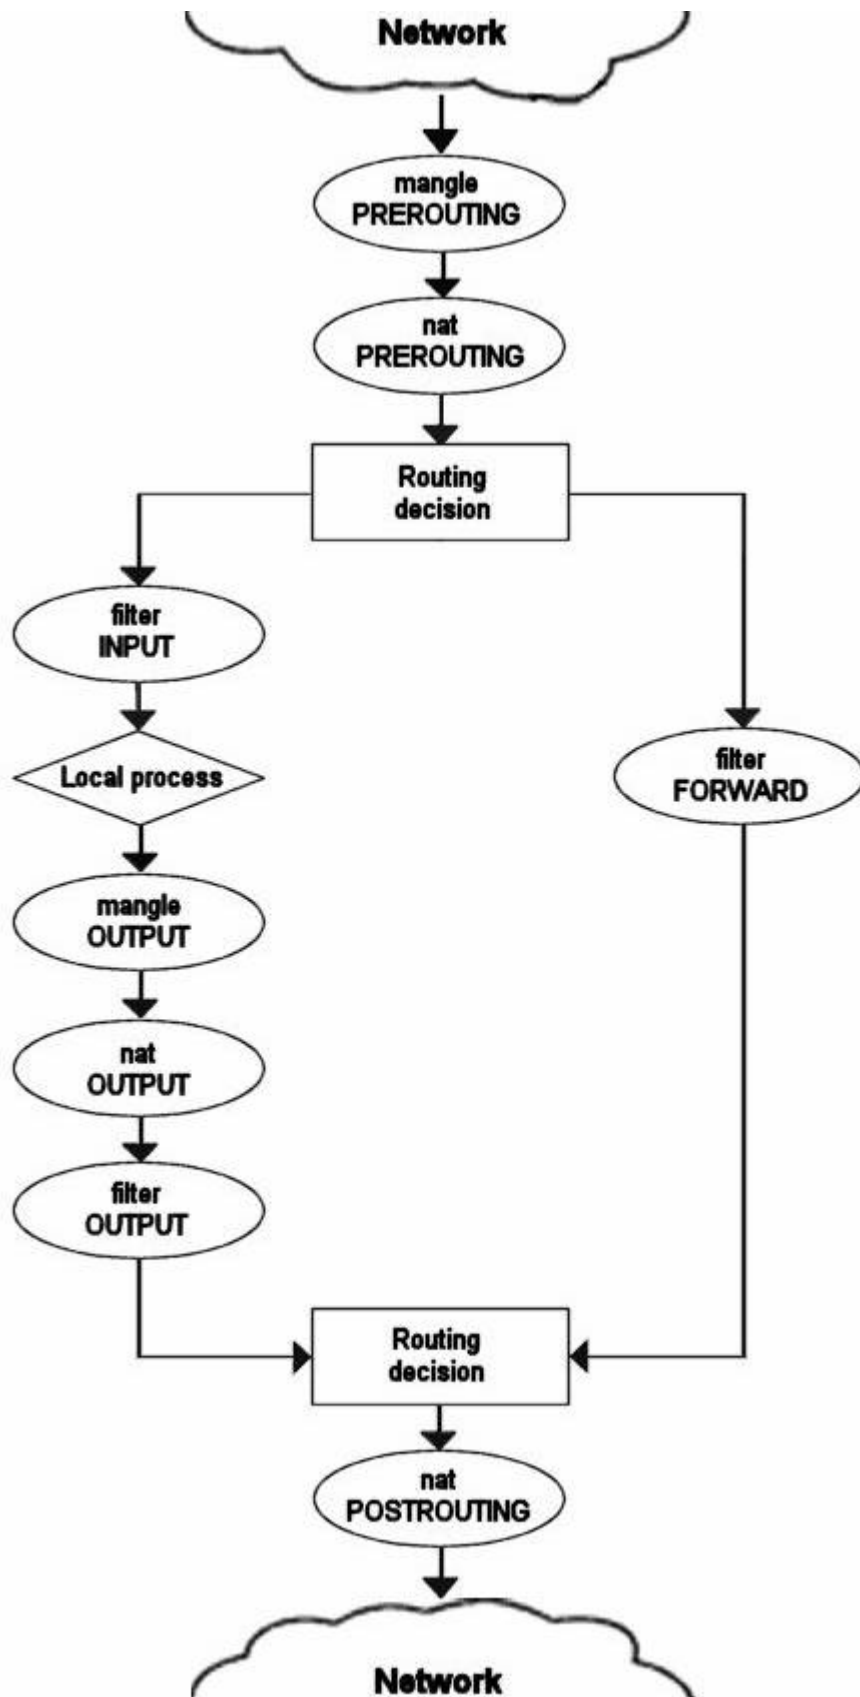 Network
mangle
PREROUTING
nat
PREROUTING
Routing
decision
filter
INPUT
Local process
filter
FORWARD
mangle
OUTPUT
nat
OUTPUT
filter
OUTPUT
Routing
decision
nat
POSTROUTING
Network